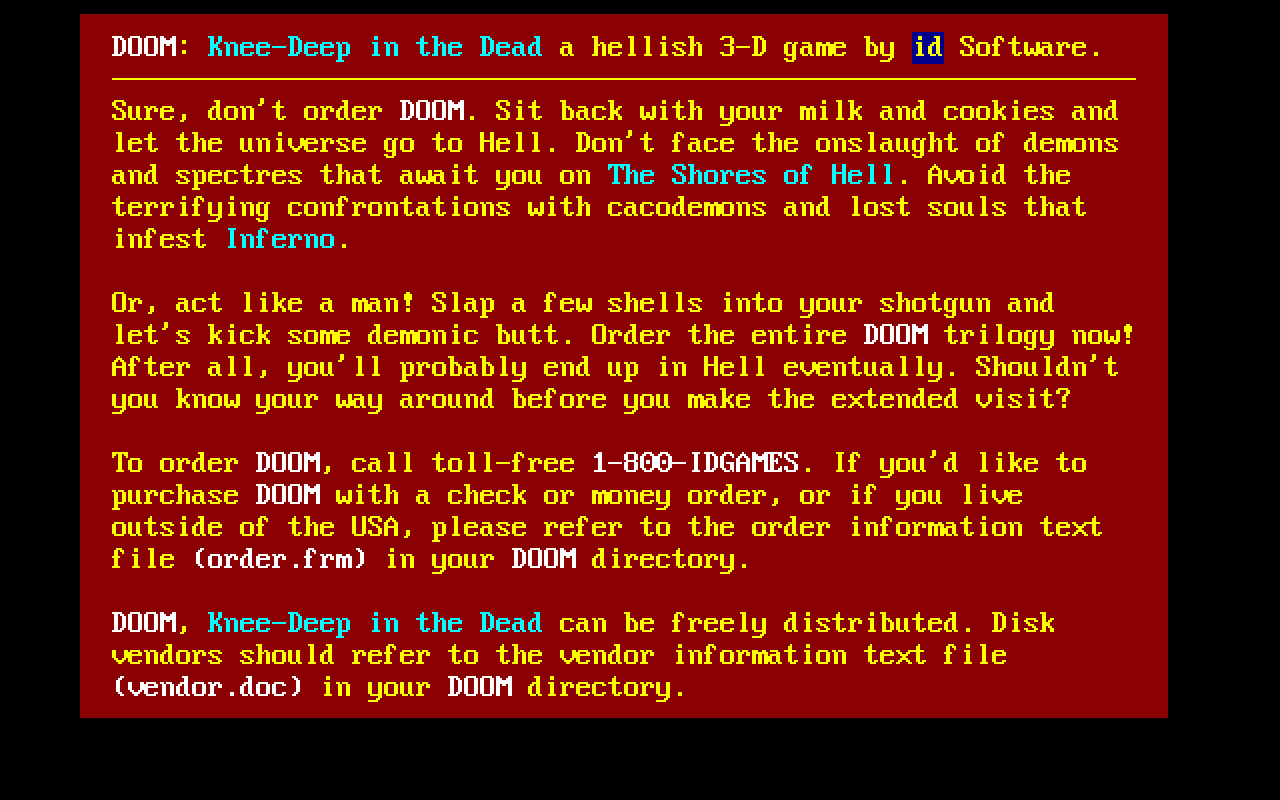 DOOM: Knee-Deep in the Dead a hellish 3-D game by id Software.
Sure, don't order DOOM. Sit back with your milk and cookies and
let the universe go to Hell. Don't face the onslaught of demons
and spectres that await you on The Shores of Hell. Avoid the
terrifying confrontations with cacodemons and lost souls that
infest Inferno.
Or, act like a man! Slap a few shells into your shotgun and
let's kick some demonic butt. Order the entire DOOM trilogy now!
After all, you'll probably end up in Hell eventually. Shouldn't
you know your way around before you make the extended visit?
To order DOOM, call toll-free 1-800-IDGAMES. If you'd like to
purchase DOOM with a check or money order, or if you live
outside of the USA, please refer to the order information text
file (order.frm) in your DOOM directory.
DOOM, Knee-Deep in the Dead can be freely distributed. Disk
vendors should refer to the vendor information text file
(vendor.doc) in your DOOM directory.